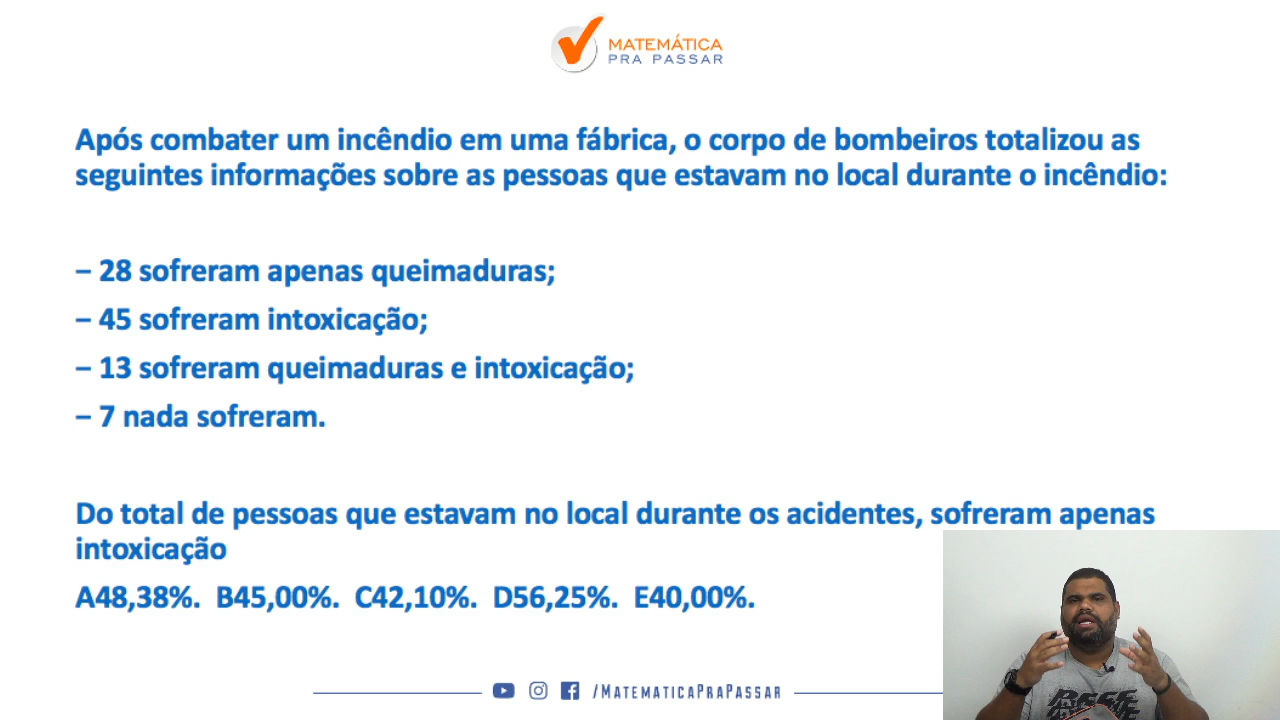 MATEMÁTICA
PRA PASSAR
Após combater um incêndio em uma fábrica, o corpo de bombeiros totalizou as
seguintes informações sobre as pessoas que estavam no local durante o incêndio:
– 28 sofreram apenas queimaduras;
– 45 sofreram intoxicação;
– 13 sofreram queimaduras e intoxicação;
– 7 nada sofreram.
Do total de pessoas que estavam no local durante os acidentes, sofreram apenas
intoxicação
A48,38%. B45,00%. C42,10%. D56,25%. E40,00%.
/MATEMATICAPRAPASSAR